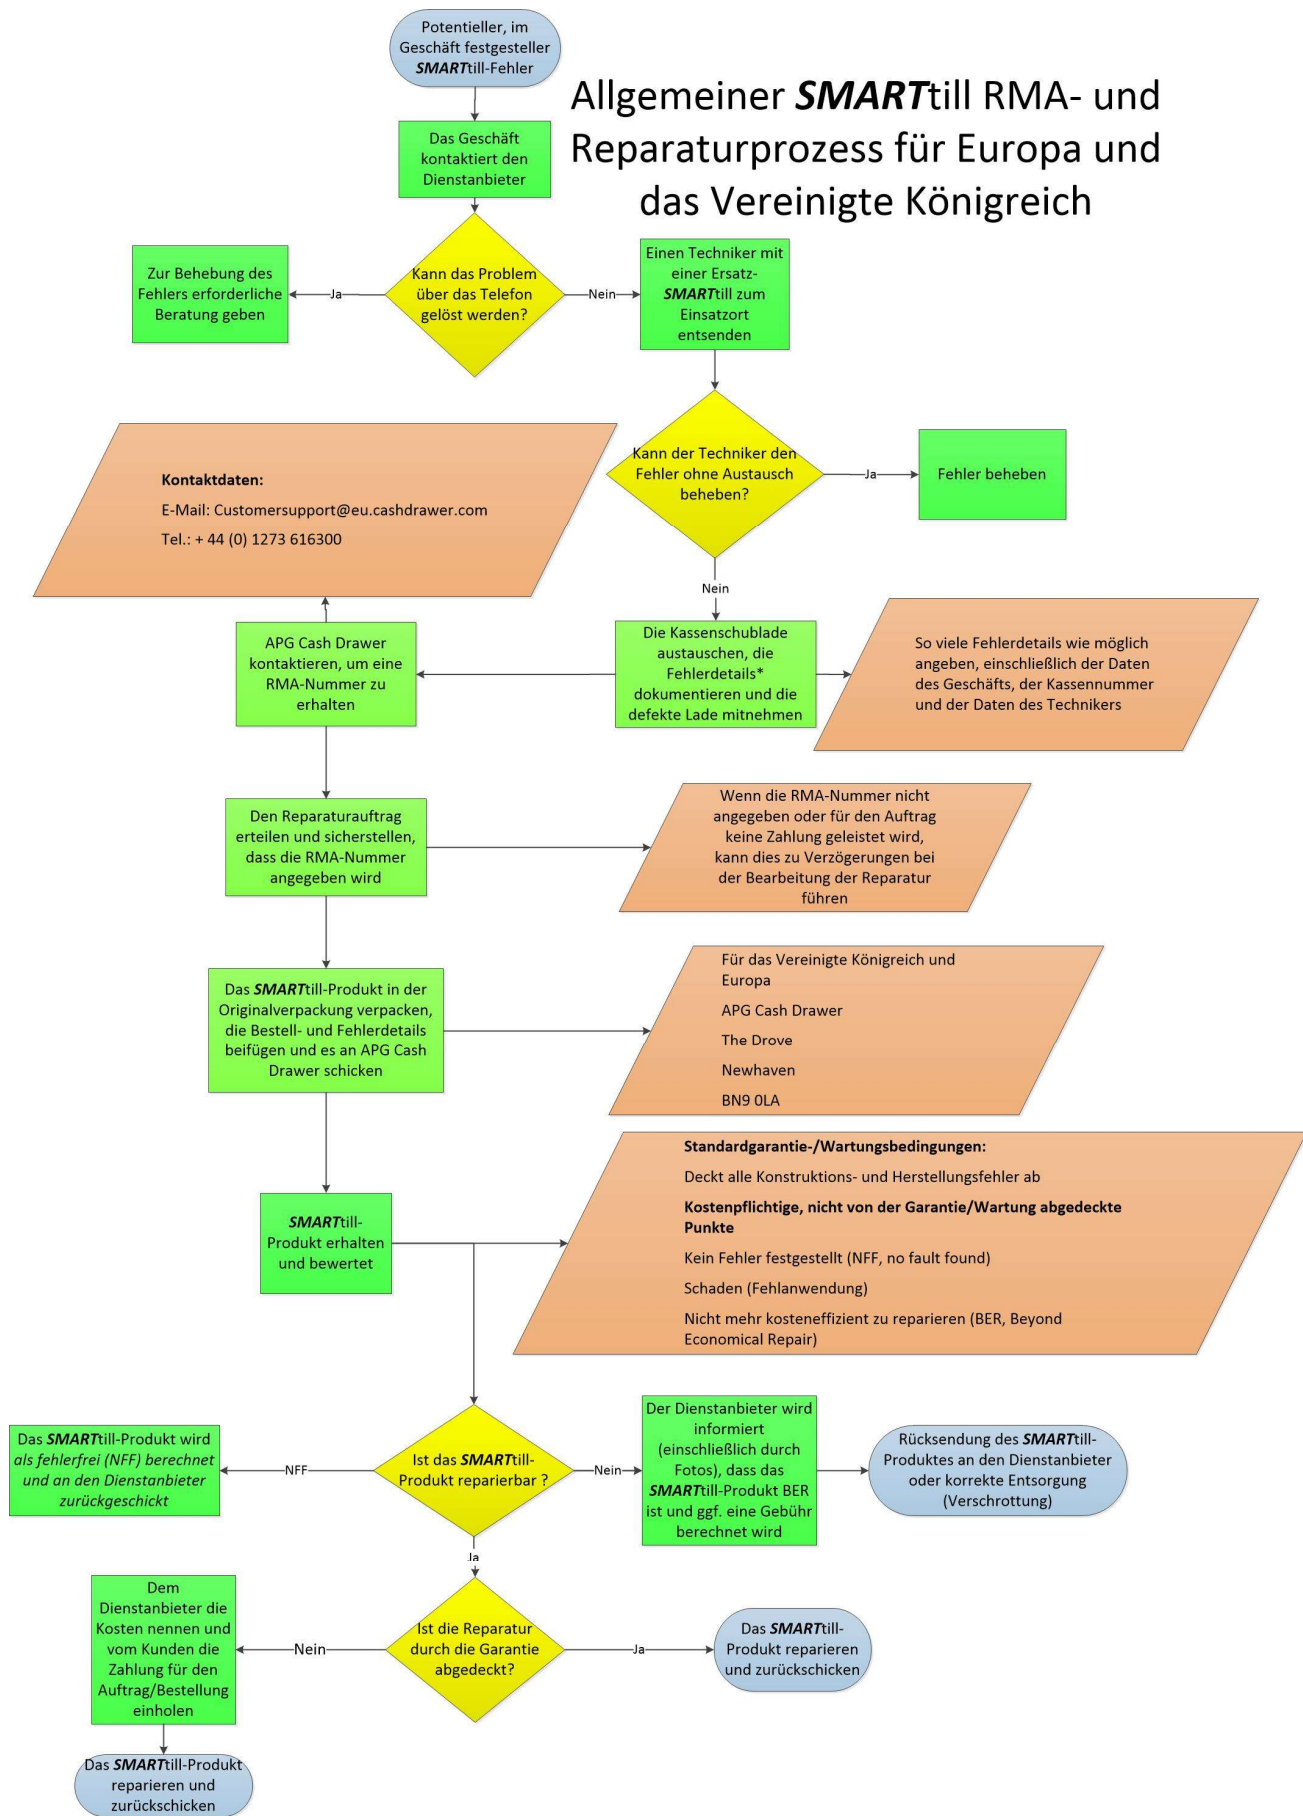 Potentieller, im
Geschäft festgesteller
SMARTtill-Fehler
Allgemeiner SMARTtill RMA- und
Reparaturprozess für Europa und
das Vereinigte Königreich
Das Geschäft
kontaktiert den
Dienstanbieter
Kann das Problem
über das Telefon
gelöst werden?
Ja
Zur Behebung des
Fehlers erforderliche
Beratung geben
Nein
Einen Techniker mit
einer Ersatz-
SMARTtill zum
Einsatzort
entsenden
Kann der Techniker den
Fehler ohne Austausch
beheben?
Ja
Fehler beheben
Nein
Kontaktdaten:
E-Mail: Customersupport@eu.cashdrawer.com
Tel.: + 44 (0) 1273 616300
APG Cash Drawer
kontaktieren, um eine
RMA-Nummer zu
erhalten
Die Kassenschublade
austauschen, die
Fehlerdetails*
dokumentieren und die
defekte Lade mitnehmen
So viele Fehlerdetails wie möglich
angeben, einschließlich der Daten
des Geschäfts, der Kassennummer
und der Daten des Technikers
Den Reparaturauftrag
erteilen und sicherstellen,
dass die RMA-Nummer
angegeben wird
Wenn die RMA-Nummer nicht
angegeben oder für den Auftrag
keine Zahlung geleistet wird,
kann dies zu Verzögerungen bei
der Bearbeitung der Reparatur
führen
Das SMARTtill-Produkt in der
Originalverpackung verpacken,
die Bestell- und Fehlerdetails
beifügen und es an APG Cash
Drawer schicken
Für das Vereinigte Königreich und
Europa
APG Cash Drawer
The Drove
Newhaven
BN9 0LA
SMARTtill-
Produkt erhalten
und bewertet
Standardgarantie-/Wartungsbedingungen:
Deckt alle Konstruktions- und Herstellungsfehler ab
Kostenpflichtige, nicht von der Garantie/Wartung abgedeckte
Punkte
Kein Fehler festgestellt (NFF, no fault found)
Schaden (Fehlanwendung)
Nicht mehr kosteneffizient zu reparieren (BER, Beyond
Economical Repair)
Ist das SMARTtill-
Produkt reparierbar ?
NFF
Das SMARTtill-Produkt wird
als fehlerfrei (NFF) berechnet
und an den Dienstanbieter
zurückgeschickt
Nein
Der Dienstanbieter wird
informiert
(einschließlich durch
Fotos), dass das
SMARTtill-Produkt BER
ist und ggf. eine Gebühr
berechnet wird
Rücksendung des SMARTtill-
Produktes an den Dienstanbieter
oder korrekte Entsorgung
(Verschrottung)
Ja
Ist die Reparatur
durch die Garantie
abgedeckt?
Nein
Dem
Dienstanbieter die
Kosten nennen und
vom Kunden die
Zahlung für den
Auftrag/Bestellung
einholen
Ja
Das SMARTtill-
Produkt reparieren
und zurückschicken
Das SMARTtill-Produkt
reparieren und
zurückschicken